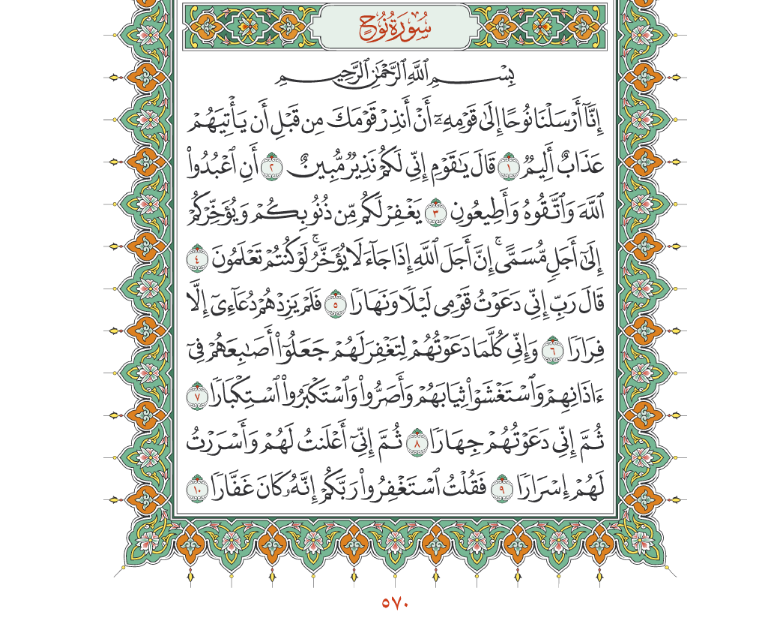 سُورَةُ نُوحٍ
بِسْمِ ٱللَّهِ ٱلرَّحْمَٰنِ ٱلرَّحِيمِ
إِنَّآ أَرْسَلْنَا نُوحًا إِلَىٰ قَوْمِهِۦٓ أَنْ أَنذِرْ قَوْمَكَ مِن قَبْلِ أَن يَأْتِيَهُمْ
عَذَابٌ أَلِيمٌ ١ قَالَ يَٰقَوْمِ إِنِّى لَكُمْ نَذِيرٌ مُّبِينٌ ٢ أَنِ ٱعْبُدُوا۟
ٱللَّهَ وَٱتَّقُوهُ وَأَطِيعُونِ ٣ يَغْفِرْ لَكُم مِّن ذُنُوبِكُمْ وَيُؤَخِّرْكُمْ
إِلَىٰٓ أَجَلٍ مُّسَمًّى ۚ إِنَّ أَجَلَ ٱللَّهِ إِذَا جَآءَ لَا يُؤَخَّرُ ۖ لَوْ كُنتُمْ تَعْلَمُونَ ٤
قَالَ رَبِّ إِنِّى دَعَوْتُ قَوْمِى لَيْلًا وَنَهَارًا ٥ فَلَمْ يَزِدْهُمْ دُعَآءِىٓ إِلَّا
فِرَارًا ٦ وَإِنِّى كُلَّمَا دَعَوْتُهُمْ لِتَغْفِرَ لَهُمْ جَعَلُوٓا۟ أَصَٰبِعَهُمْ فِىٓ
ءَاذَانِهِمْ وَٱسْتَغْشَوْا۟ ثِيَابَهُمْ وَأَصَرُّوا۟ وَٱسْتَكْبَرُوا۟ ٱسْتِكْبَارًا ٧
ثُمَّ إِنِّى دَعَوْتُهُمْ جِهَارًا ٨ ثُمَّ إِنِّىٓ أَعْلَنتُ لَهُمْ وَأَسْرَرْتُ
لَهُمْ إِسْرَارًا ٩ فَقُلْتُ ٱسْتَغْفِرُوا۟ رَبَّكُمْ إِنَّهُۥ كَانَ غَفَّارًا ١٠
٥٧٠